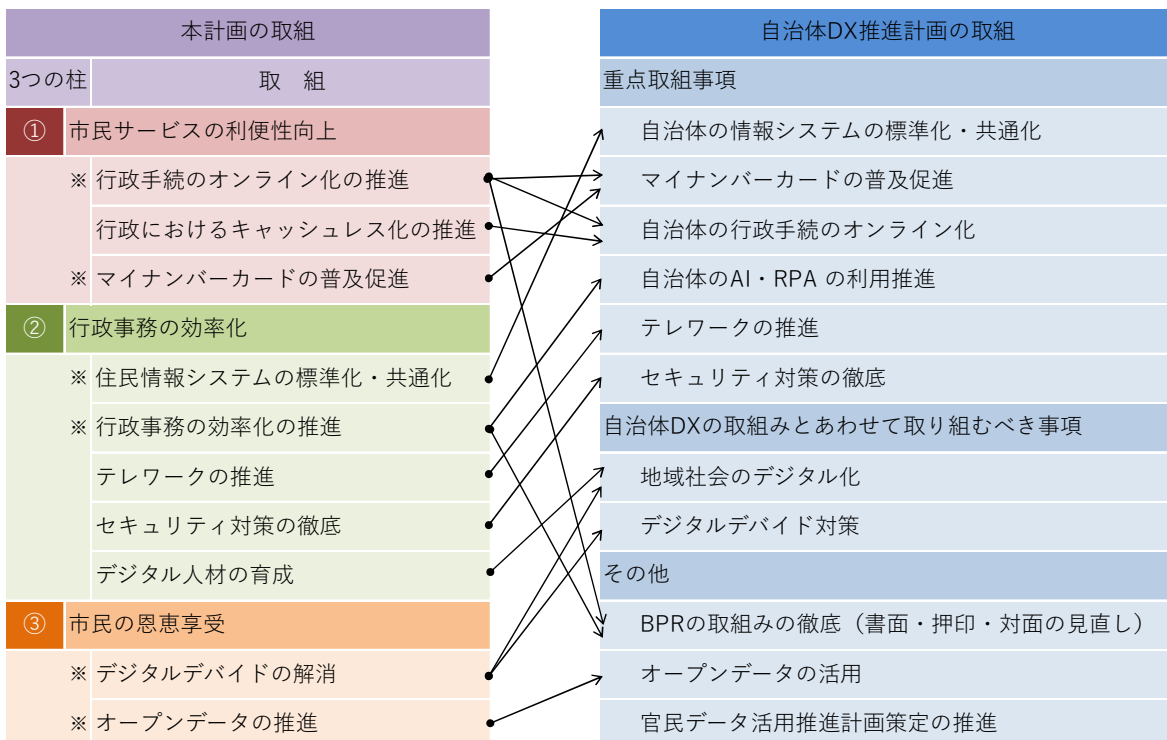 本計画の取組
3つの柱 取　組
① 市民サービスの利便性向上
※ 行政手続のオンライン化の推進
行政におけるキャッシュレス化の推進
※ マイナンバーカードの普及促進
② 行政事務の効率化
※ 住民情報システムの標準化・共通化
※ 行政事務の効率化の推進
テレワークの推進
セキュリティ対策の徹底
デジタル人材の育成
③ 市民の恩恵享受
※ デジタルデバイドの解消
※ オープンデータの推進
自治体DX推進計画の取組
重点取組事項
自治体の情報システムの標準化・共通化
マイナンバーカードの普及促進
自治体の行政手続のオンライン化
自治体のAI・RPA の利用推進
テレワークの推進
セキュリティ対策の徹底
自治体DXの取組みとあわせて取り組むべき事項
地域社会のデジタル化
デジタルデバイド対策
その他
BPRの取組みの徹底（書面・押印・対面の見直し）
オープンデータの活用
官民データ活用推進計画策定の推進